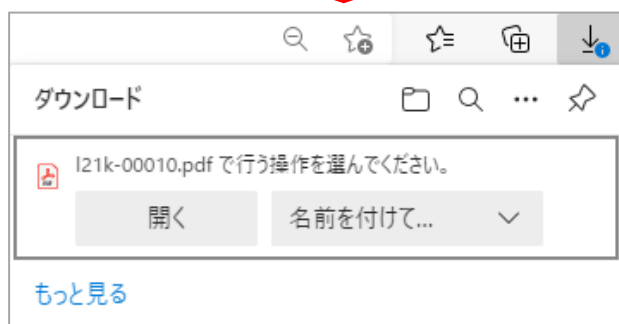 ダウンロード
l21k-00010.pdf で行う操作を選んでください。
開く
名前を付けて...
もっと見る